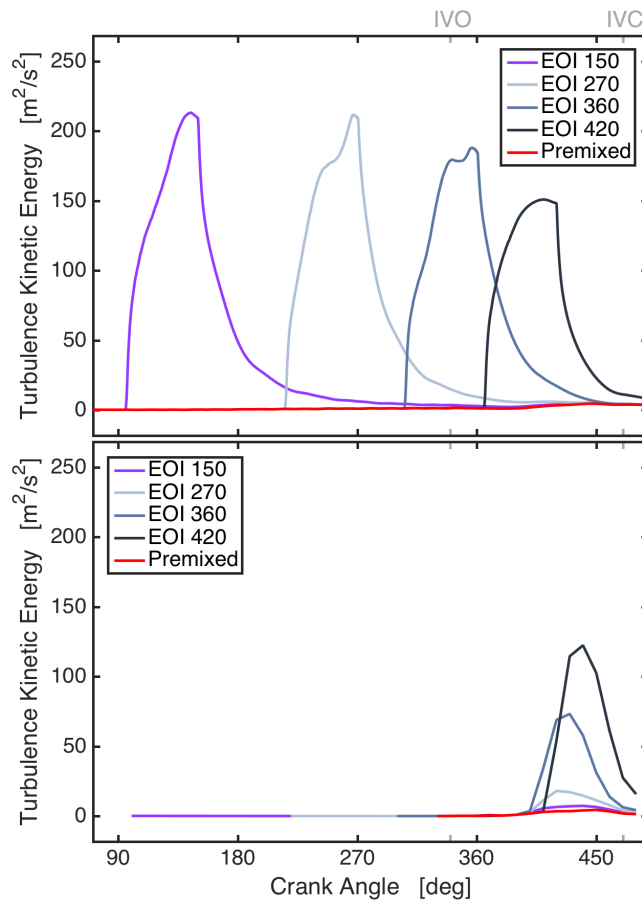 IVO IVC
Turbulence Kinetic Energy [m²/s²]
250
200
150
100
50
0
EOI 150
EOI 270
EOI 360
EOI 420
Premixed
Turbulence Kinetic Energy [m²/s²]
250
200
150
100
50
0
EOI 150
EOI 270
EOI 360
EOI 420
Premixed
90 180 270 360 450
Crank Angle [deg]